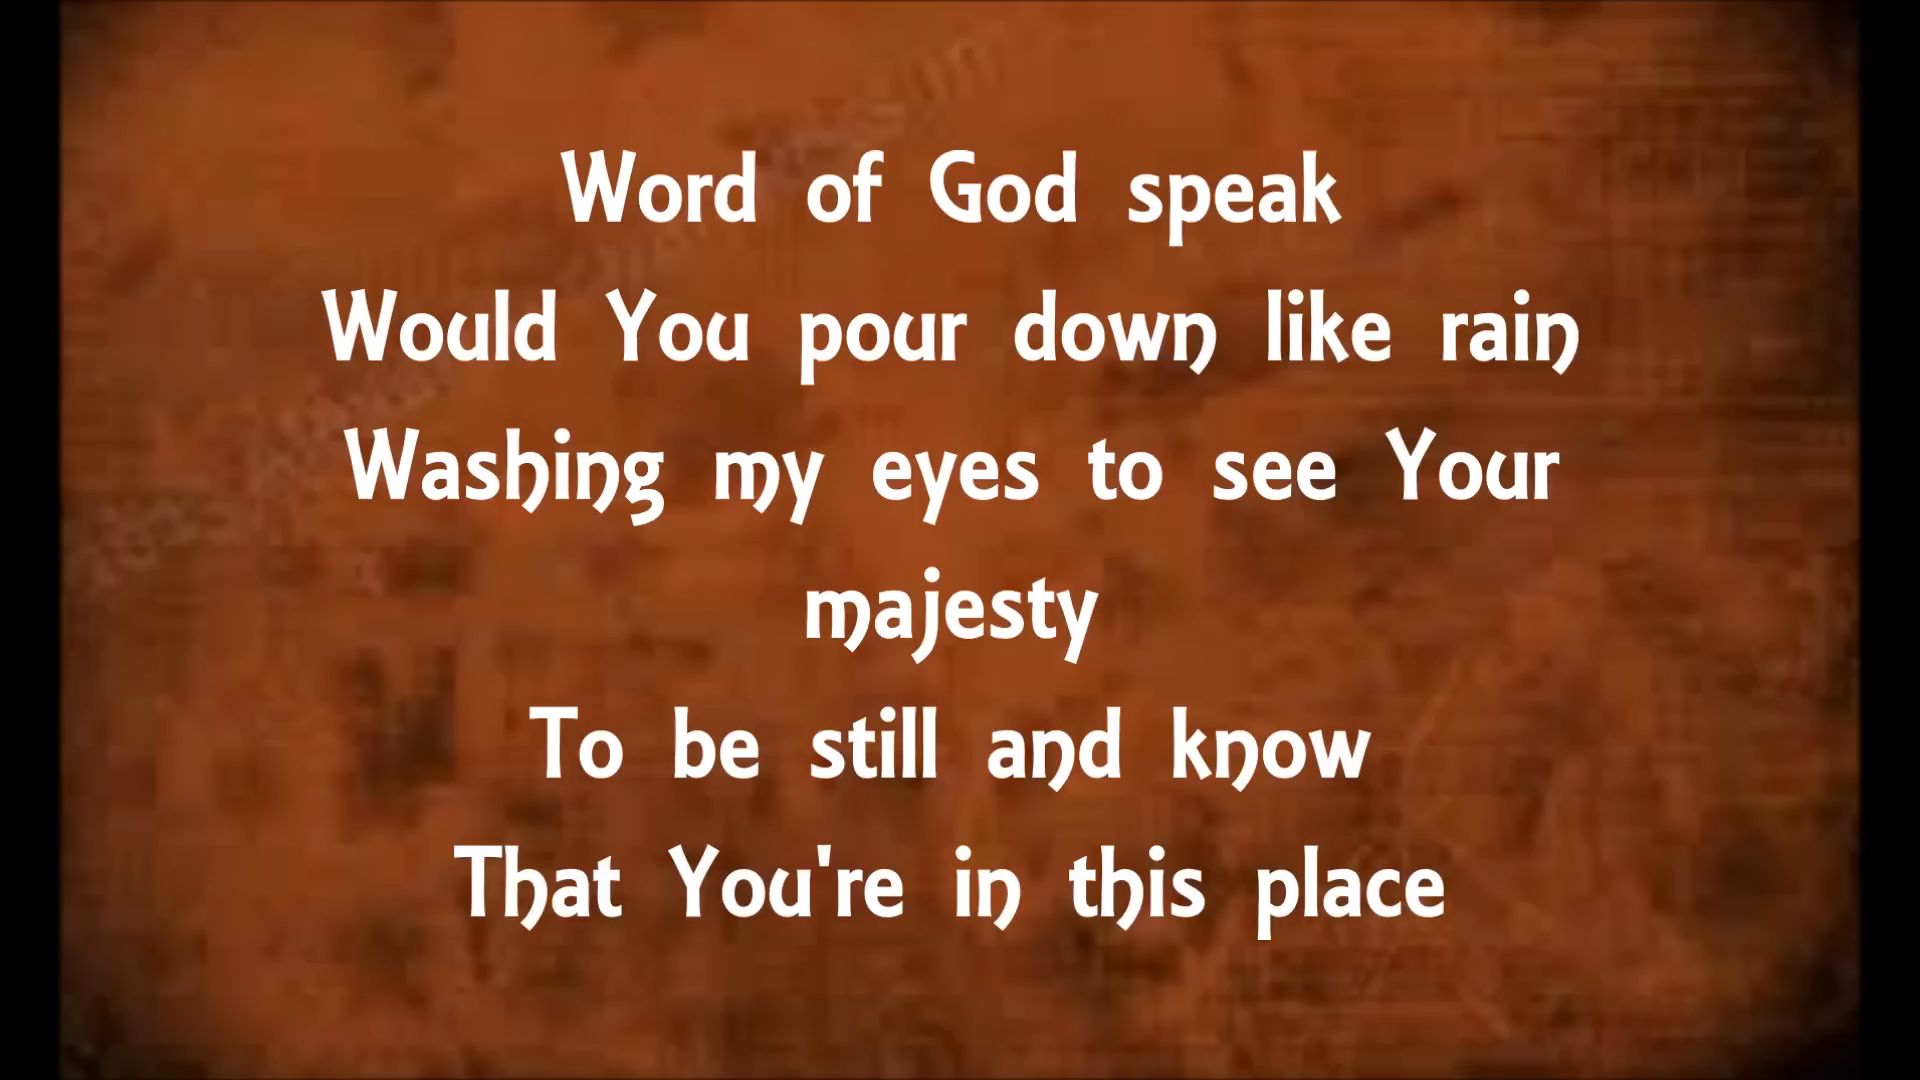 Word of God speak
Would You pour down like rain
Washing my eyes to see Your
majesty
To be still and know
That You're in this place